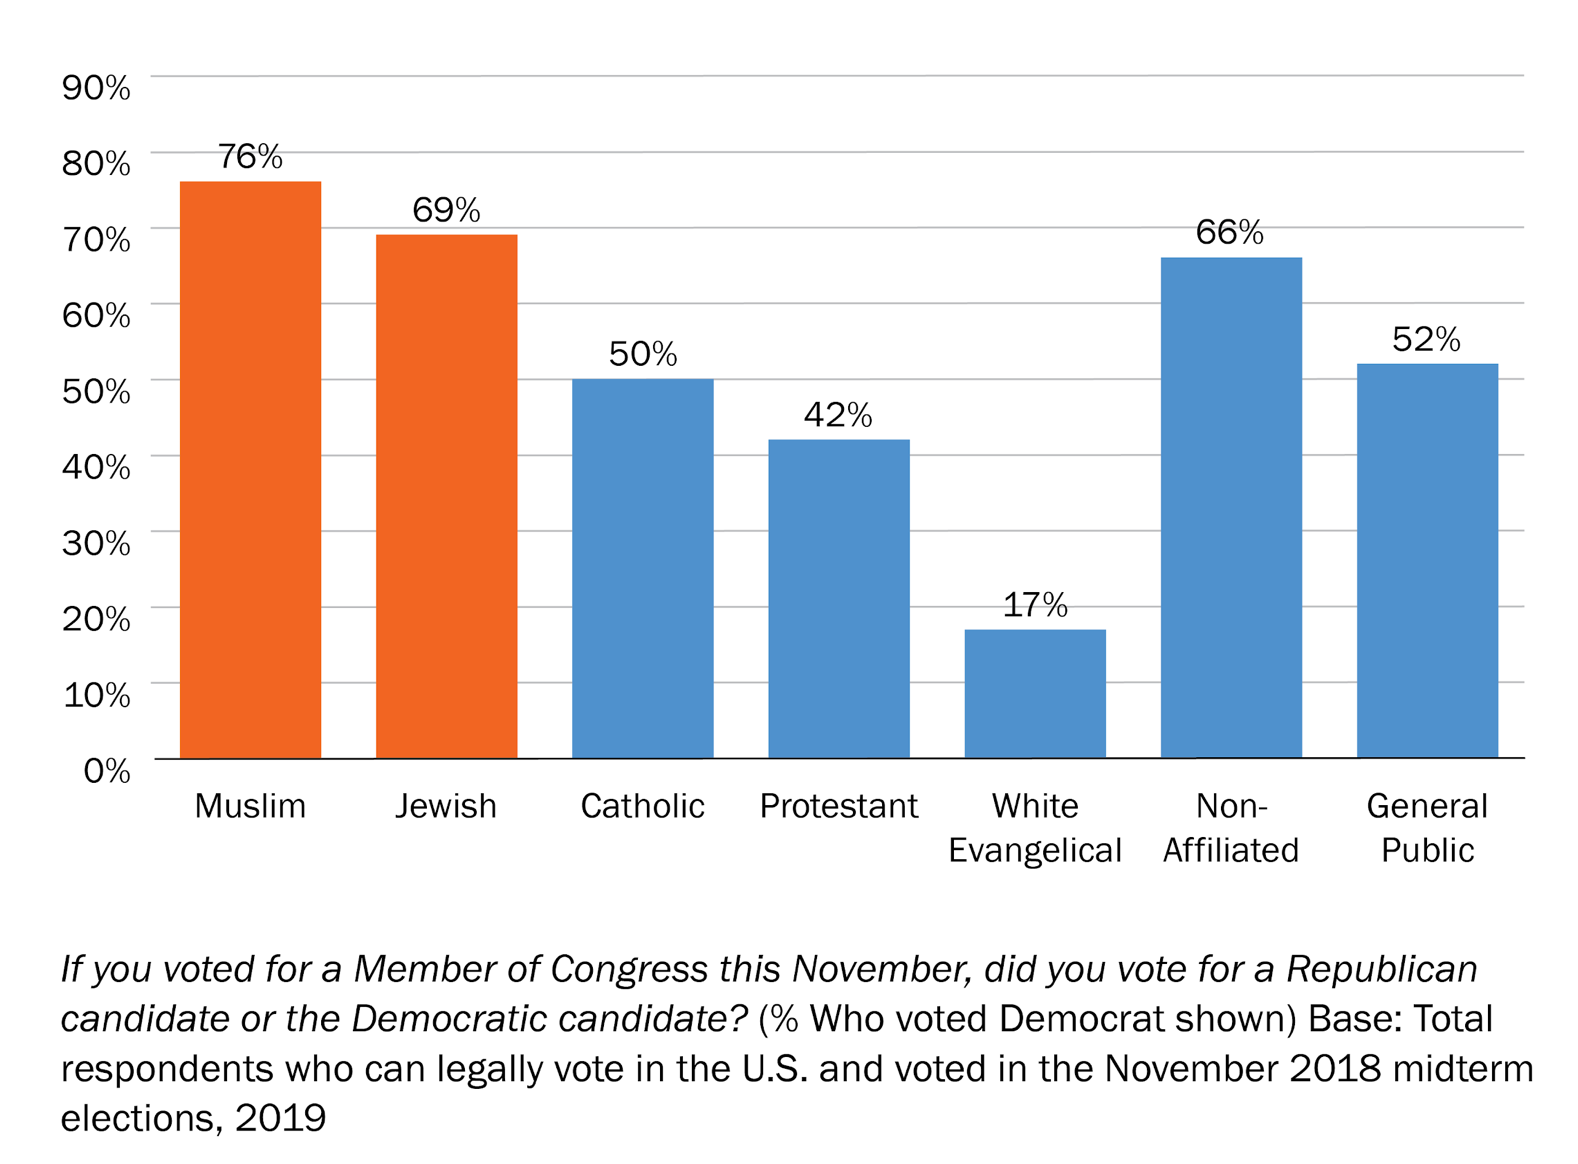 90%
80%
70%
60%
50%
40%
30%
20%
10%
0%
76%
69%
50%
42%
17%
66%
52%
Muslim
Jewish
Catholic
Protestant
White
Evangelical
Non-
Affiliated
General
Public
If you voted for a Member of Congress this November, did you vote for a Republican
candidate or the Democratic candidate? (% Who voted Democrat shown) Base: Total
respondents who can legally vote in the U.S. and voted in the November 2018 midterm
elections, 2019